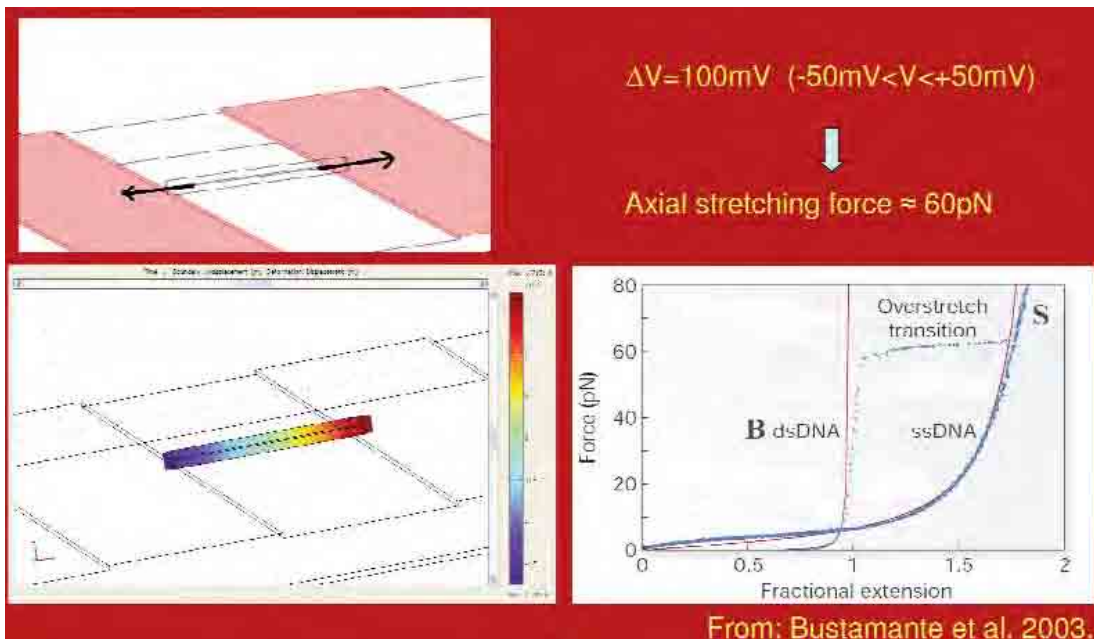 ΔV=100mV (-50mV<V<+50mV)
Axial stretching force ≈ 60pN
80
60
40
20
0
Force (pN)
Overstretch
transition
S
B dsDNA
ssDNA
0
0.5
1
1.5
2
Fractional extension
From: Bustamante et al, 2003.